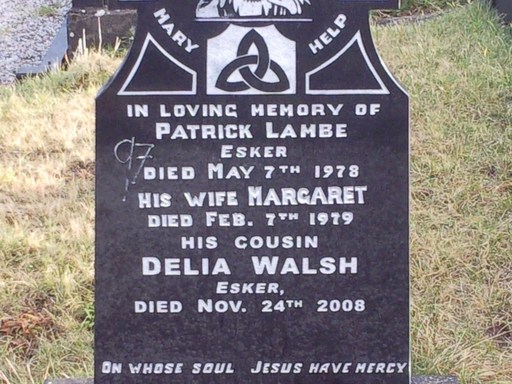 MARY HELP
IN LOVING MEMORY OF
PATRICK LAMBE
ESKER
DIED MAY 7TH 1978
HIS WIFE MARGARET
DIED FEB. 7TH 1979
HIS COUSIN
DELIA WALSH
ESKER,
DIED NOV. 24TH 2008
ON WHOSE SOUL JESUS HAVE MERCY
97